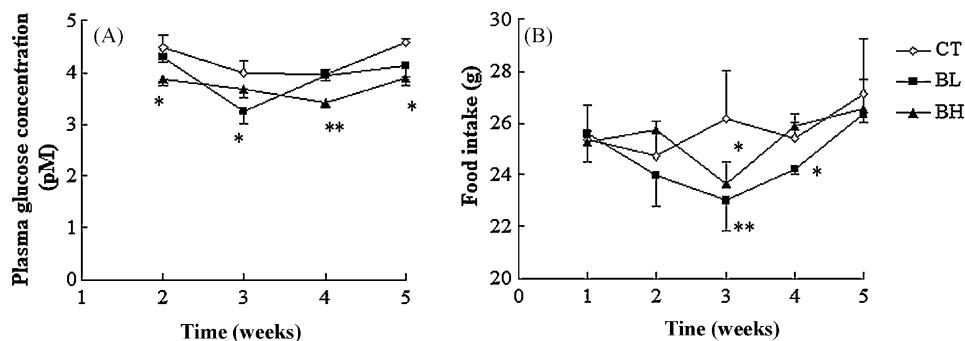 (A)
Plasma glucose concentration
(pM)
5
4
3
2
1
0
*
*
**
*
1 2 3 4 5
Time (weeks)
(B)
Food intake (g)
30
28
26
24
22
20
*
**
*
0 1 2 3 4 5
Tine (weeks)
CT
BL
BH